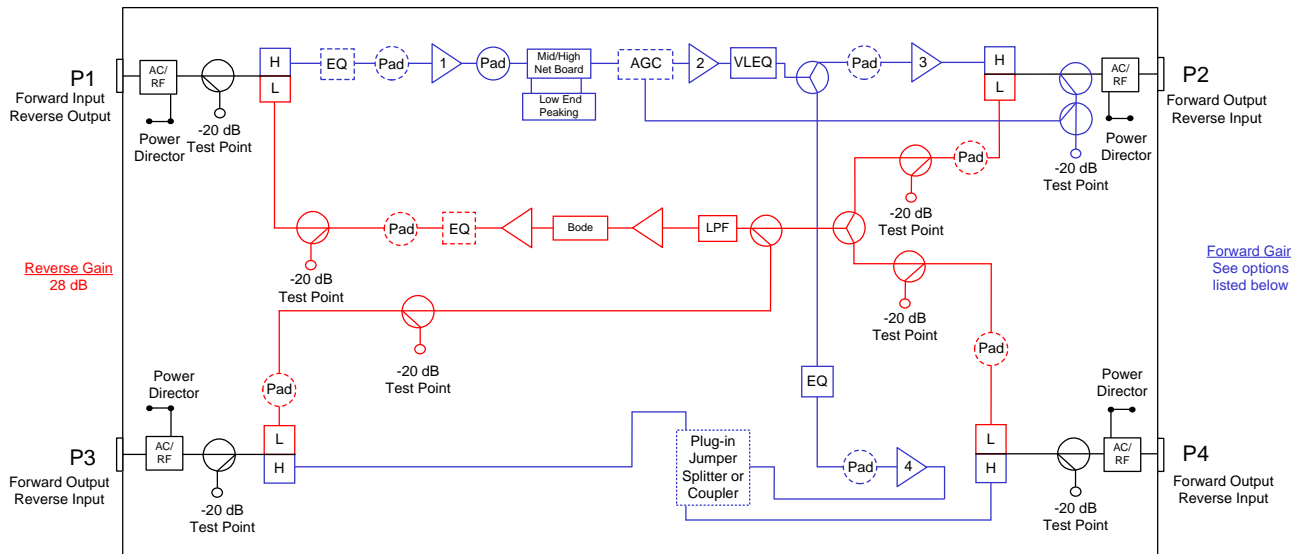 P1
Forward Input
Reverse Output
AC/
RF
Power
Director
-20 dB
Test Point
H
L
EQ
Pad
1
Pad
Mid/High
Net Board
Low End
Peaking
AGC
2
VLEQ
Pad
3
H
L
-20 dB
Test Point
AC/
RF
Power
Director
P2
Forward Output
Reverse Input
Pad
-20 dB
Test Point
-20 dB
Test Point
Pad
EQ
Bode
LPF
-20 dB
Test Point
Reverse Gain
28 dB
Forward Gain
See options
listed below
-20 dB
Test Point
Pad
Pad
EQ
Power
Director
P3
Forward Output
Reverse Input
AC/
RF
-20 dB
Test Point
L
H
Plug-in
Jumper
Splitter or
Coupler
Pad
4
L
H
-20 dB
Test Point
Power
Director
AC/
RF
P4
Forward Output
Reverse Input